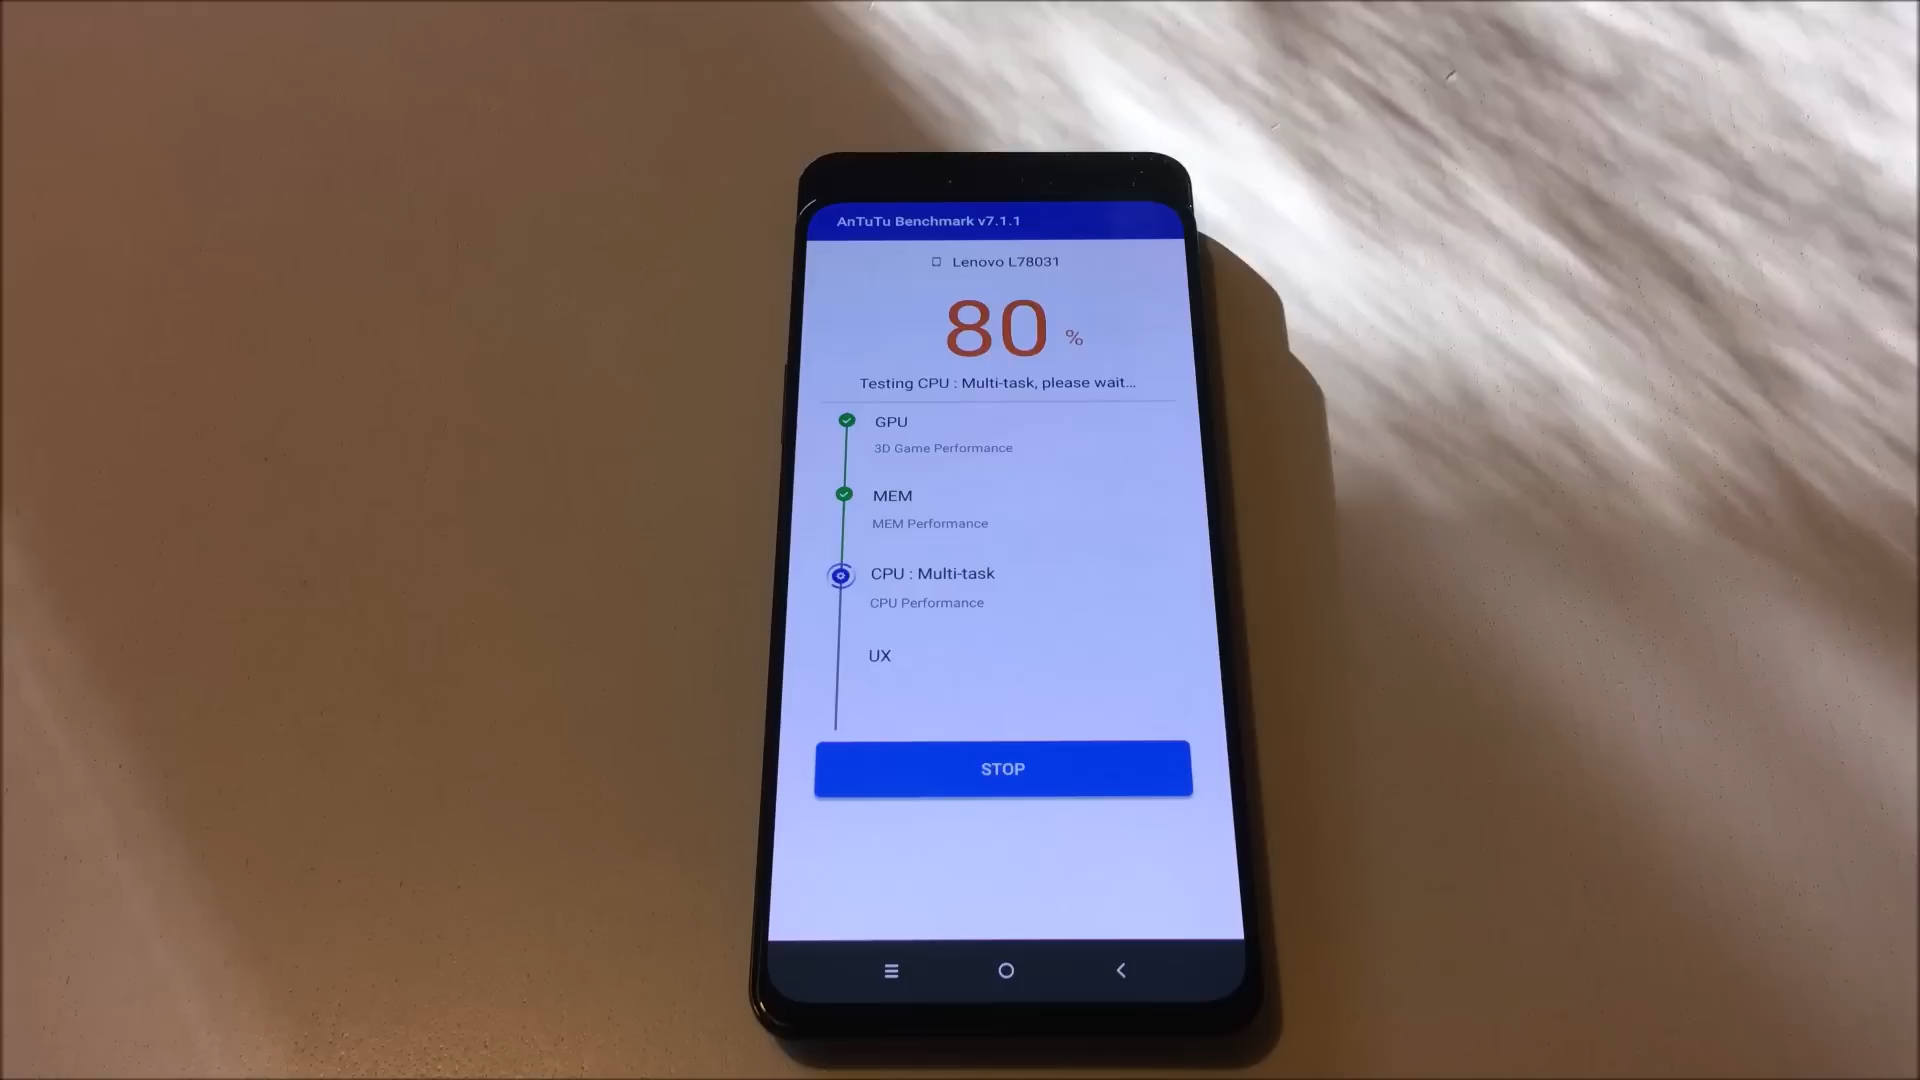 AnTuTu Benchmark v7.1.1
Lenovo L78031
80 %
Testing CPU : Multi-task, please wait...
GPU
3D Game Performance
MEM
MEM Performance
CPU : Multi-task
CPU Performance
UX
STOP